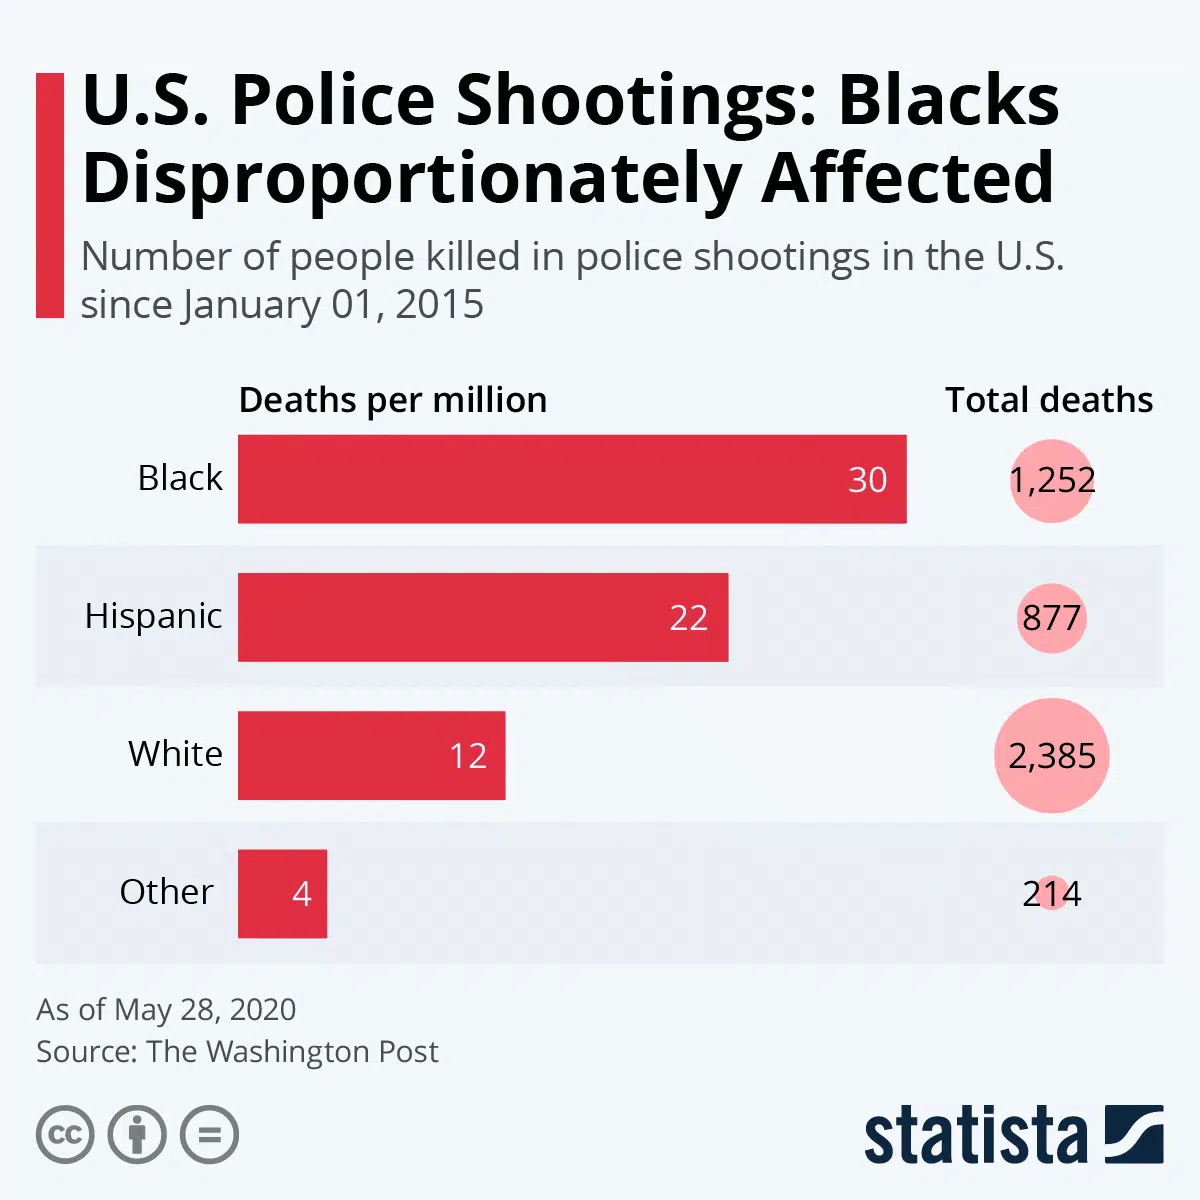 U.S. Police Shootings: Blacks
Disproportionately Affected
Number of people killed in police shootings in the U.S.
since January 01, 2015
Deaths per million Total deaths
Black 30 1,252
Hispanic 22 877
White 12 2,385
Other 4 214
As of May 28, 2020
Source: The Washington Post
cc =
statista